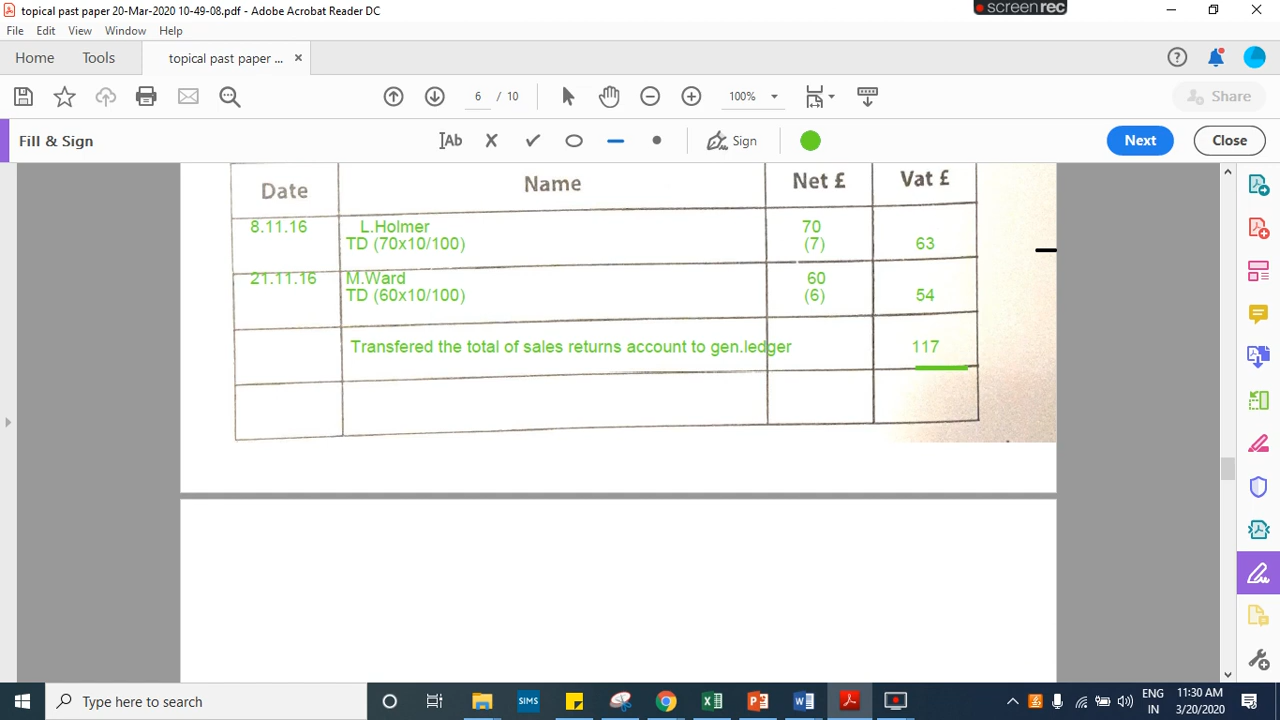 topical past paper 20-Mar-2020 10-49-08.pdf - Adobe Acrobat Reader DC
screenrec
File Edit View Window Help
Home Tools topical past paper ... ×
6 / 10 100% Share
Fill & Sign Ab Sign Next Close
Date Name Net £ Vat £
8.11.16 L.Holmer 70
TD (70x10/100) (7) 63
21.11.16 M.Ward 60
TD (60x10/100) (6) 54
Transfered the total of sales returns account to gen.ledger 117
Type here to search
SIMS
ENG 11:30 AM
IN 3/20/2020